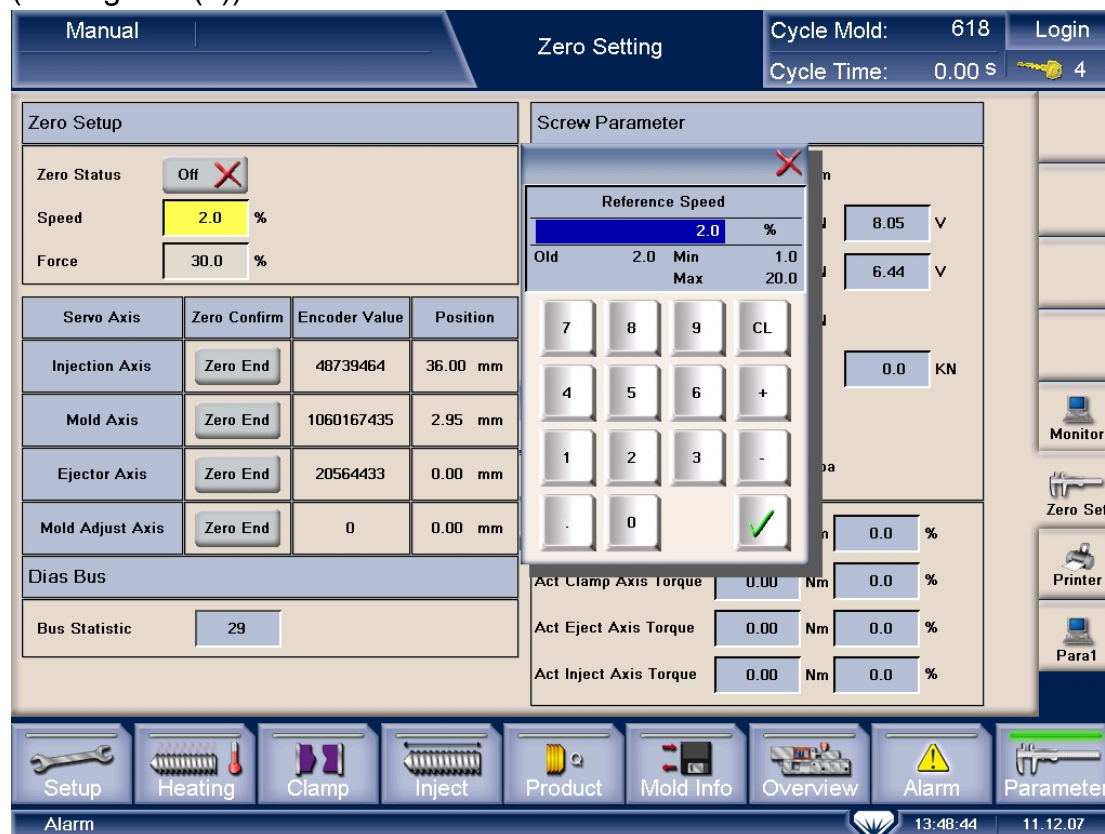 Manual
Zero Setting
Cycle Mold: 618
Login
Cycle Time: 0.00 s
4
Zero Setup
Screw Parameter
Zero Status Off
Speed 2.0 %
Force 30.0 %
Reference Speed
2.0 %
Old 2.0 Min 1.0
Max 20.0
8.05 V
6.44 V
0.0 KN
7 8 9 CL
4 5 6 +
1 2 3 -
. 0
Servo Axis Zero Confirm Encoder Value Position
Injection Axis Zero End 48739464 36.00 mm
Mold Axis Zero End 1060167435 2.95 mm
Ejector Axis Zero End 20564433 0.00 mm
Mold Adjust Axis Zero End 0 0.00 mm
0.0 %
Dias Bus
Act Clamp Axis Torque 0.00 Nm 0.0 %
Bus Statistic 29
Act Eject Axis Torque 0.00 Nm 0.0 %
Act Inject Axis Torque 0.00 Nm 0.0 %
Monitor
Zero Set
Printer
Para1
Setup Heating Clamp Inject Product Mold Info Overview Alarm Parameter
Alarm 13:48:44 11.12.07